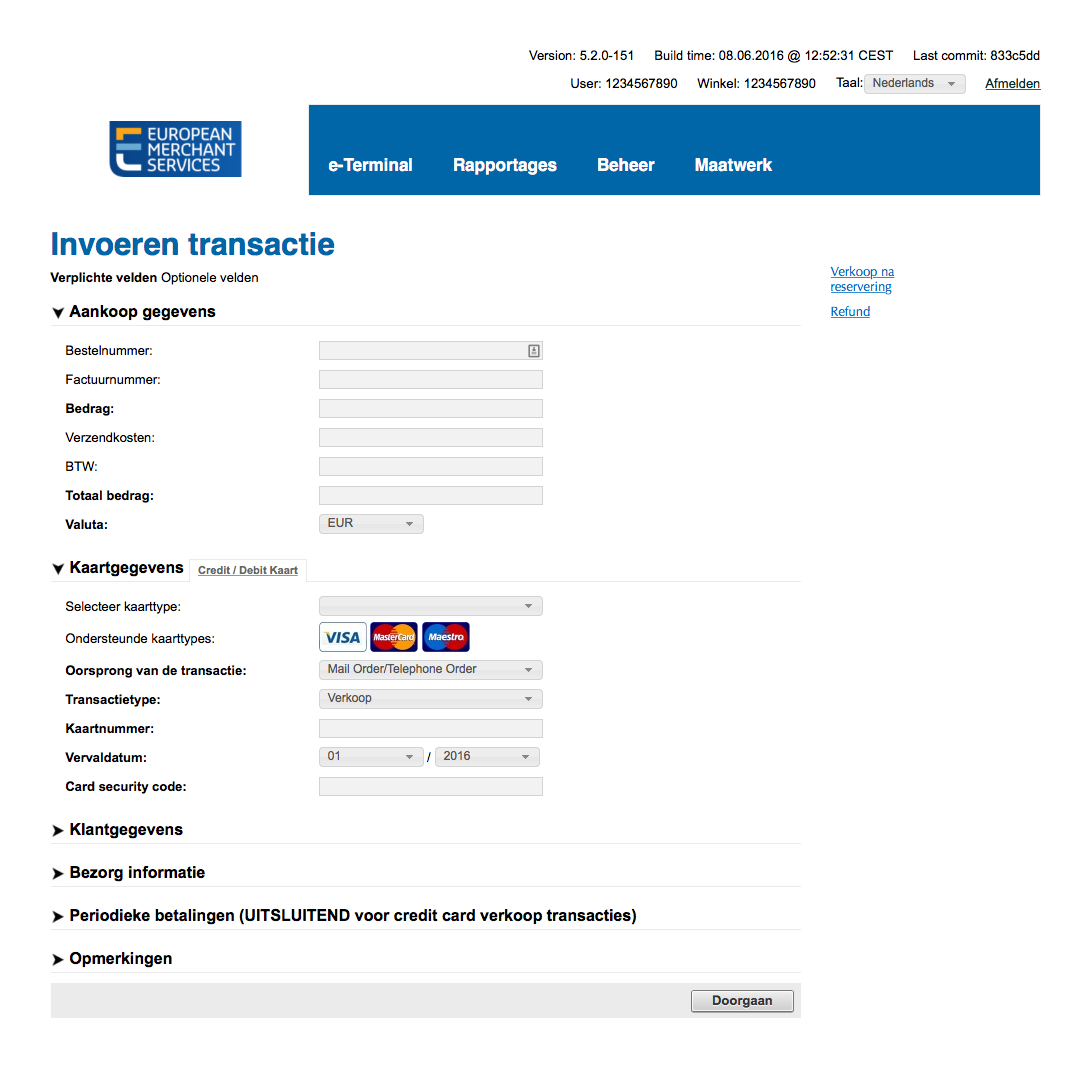 Version: 5.2.0-151 Build time: 08.06.2016 @ 12:52:31 CEST Last commit: 833c5dd
User: 1234567890 Winkel: 1234567890 Taal: Nederlands Afmelden
EUROPEAN
MERCHANT
SERVICES
e-Terminal Rapportages Beheer Maatwerk
Invoeren transactie
Verplichte velden Optionele velden
Verkoop na
reservering
Refund
Aankoop gegevens
Bestelnummer:
Factuurnummer:
Bedrag:
Verzendkosten:
BTW:
Totaal bedrag:
Valuta: EUR
Kaartgegevens Credit / Debit Kaart
Selecteer kaarttype:
Ondersteunde kaarttypes: VISA MasterCard Maestro
Oorsprong van de transactie: Mail Order/Telephone Order
Transactietype: Verkoop
Kaartnummer:
Vervaldatum: 01 / 2016
Card security code:
Klantgegevens
Bezorg informatie
Periodieke betalingen (UITSLUITEND voor credit card verkoop transacties)
Opmerkingen
Doorgaan